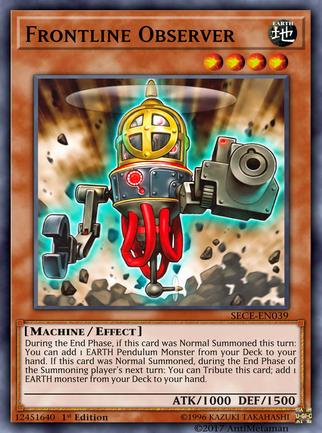 FRONTLINE OBSERVER
EARTH
地
SECE-EN039
[MACHINE / EFFECT]
During the End Phase, if this card was Normal Summoned this turn:
You can add 1 EARTH Pendulum Monster from your Deck to
your hand. If this card was Normal Summoned, during the End Phase of
the Summoning player's next turn: You can Tribute this card; add 1
EARTH monster from your Deck to your hand.
ATK/1000 DEF/1500
12451640 1st Edition ©1996 KAZUKI TAKAHASHI
©2017 AntiMetaman